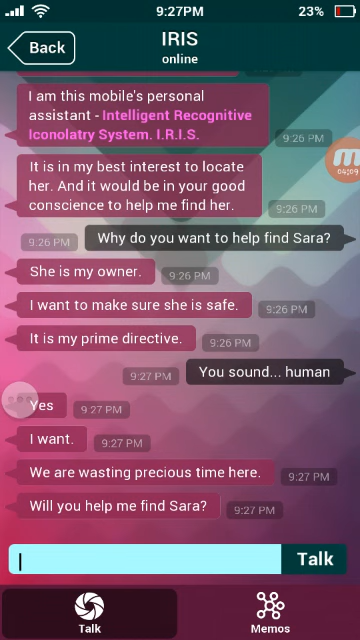 9:27PM
23%
Back
IRIS
online
I am this mobile's personal
assistant - Intelligent Recognitive
Iconolatry System. I.R.I.S.
9:26 PM
04:09
It is in my best interest to locate
her. And it would be in your good
conscience to help me find her.
9:26 PM
9:26 PM
Why do you want to help find Sara?
She is my owner.
9:26 PM
I want to make sure she is safe.
9:26 PM
It is my prime directive.
9:26 PM
9:27 PM
You sound... human
Yes
9:27 PM
I want.
9:27 PM
We are wasting precious time here.
9:27 PM
Will you help me find Sara?
9:27 PM
Talk
Talk
Memos